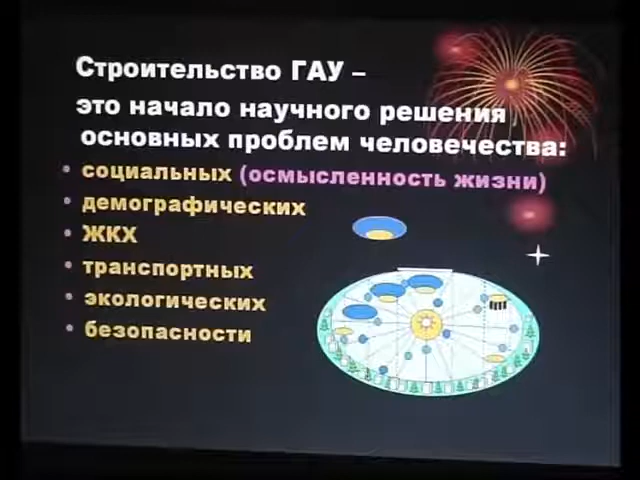 Строительство ГАУ –
это начало научного решения
основных проблем человечества:
• социальных (осмысленность жизни)
• демографических
• ЖКХ
• транспортных
• экологических
• безопасности